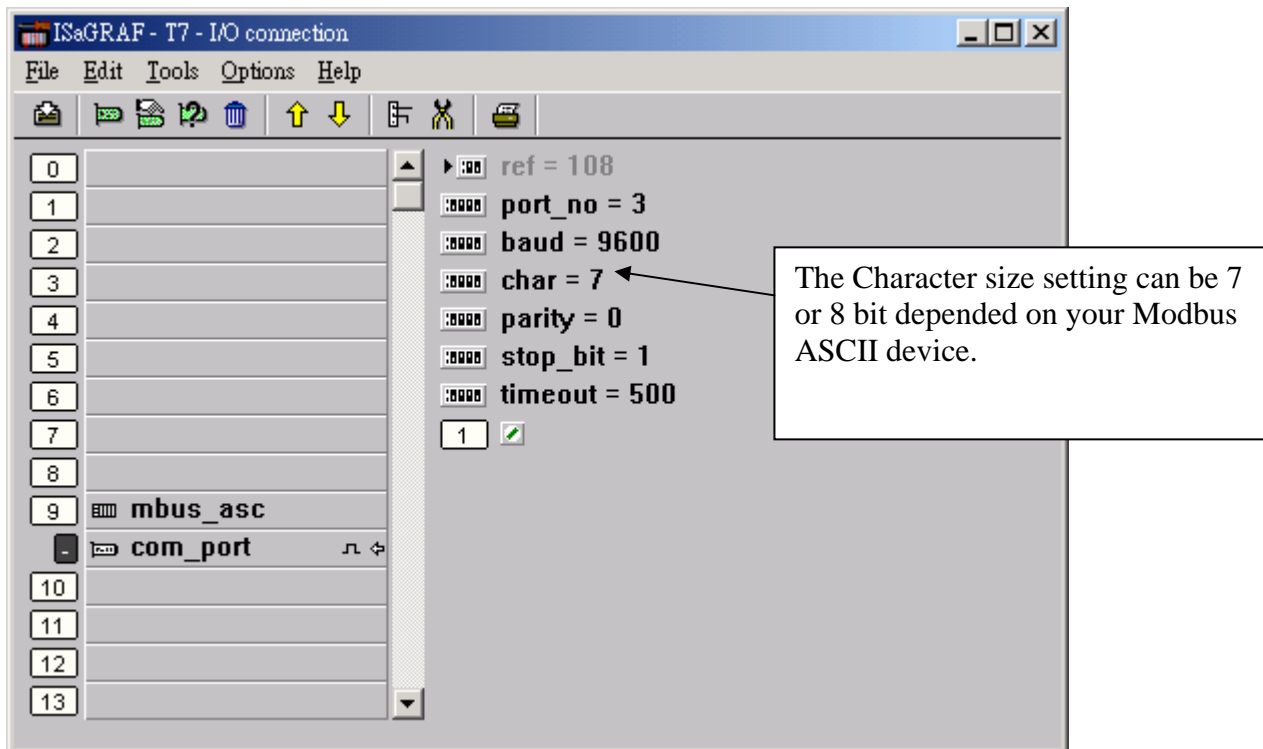 ISaGRAF - T7 - I/O connection
File Edit Tools Options Help
0
1
2
3
4
5
6
7
8
9 mbus_asc
- com_port
10
11
12
13
ref = 108
port_no = 3
baud = 9600
char = 7
parity = 0
stop_bit = 1
timeout = 500
1
The Character size setting can be 7
or 8 bit depended on your Modbus
ASCII device.